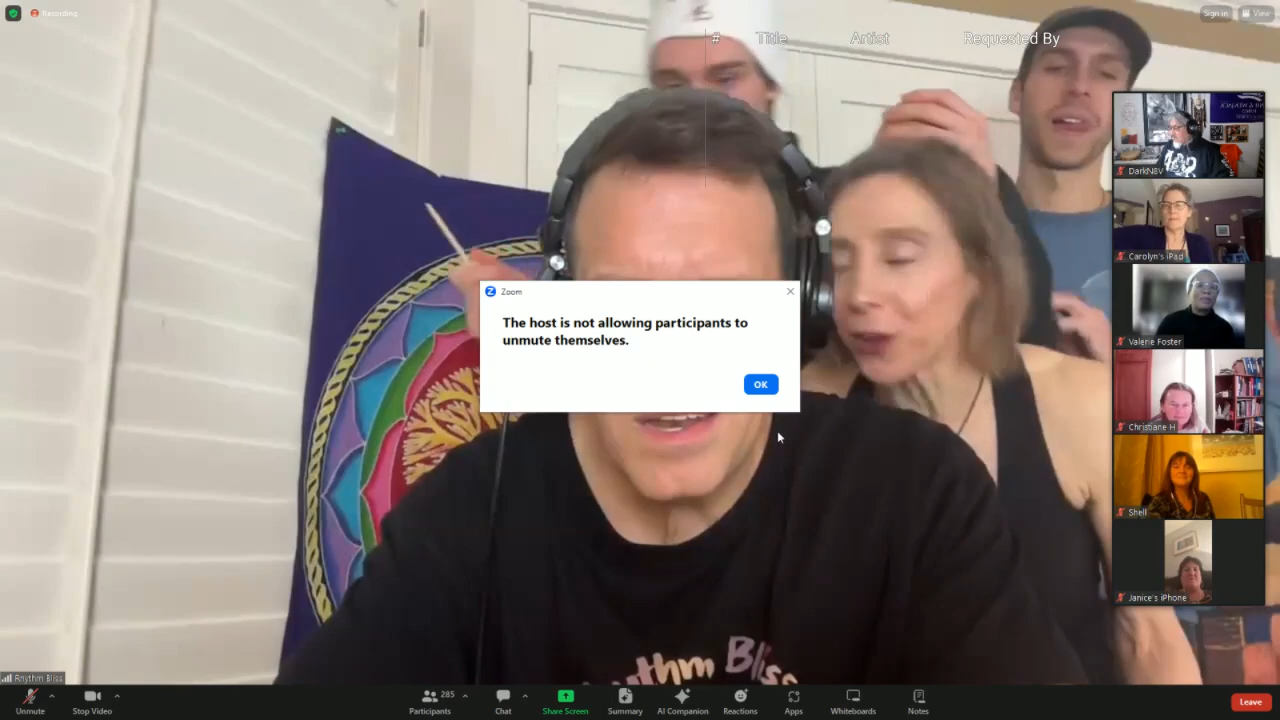 Recording
Sign in
View
# Title Artist Requested By
DarkN8V
Carolyn's iPad
Valerie Foster
Christiane H
Shell
Janice's iPhone
Zoom
The host is not allowing participants to
unmute themselves.
OK
Rhythm Bliss
Unmute
Stop Video
285
Participants
Chat
Share Screen
Summary
AI Companion
Reactions
Apps
Whiteboards
Notes
Leave